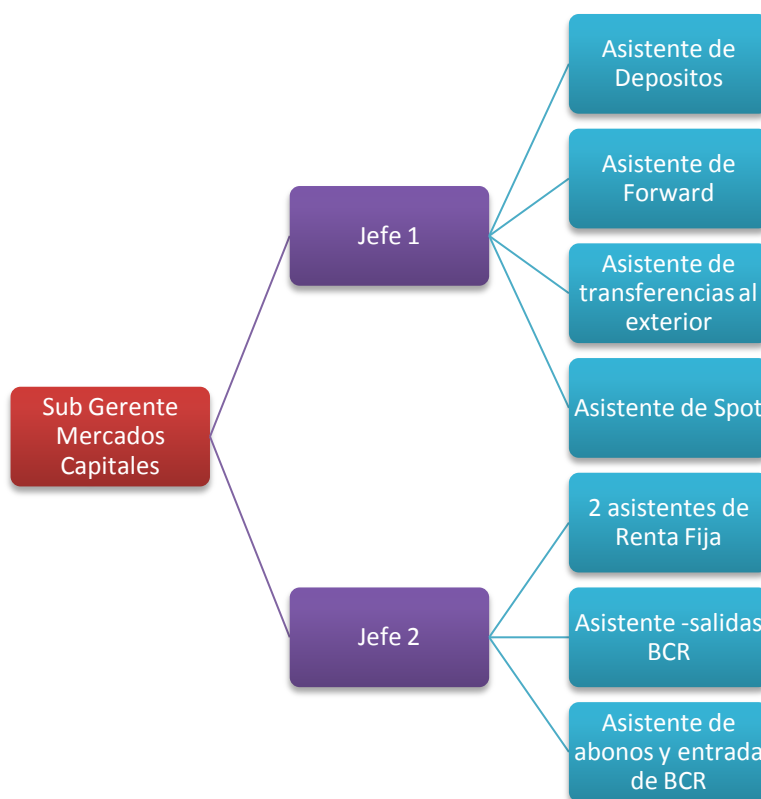 Asistente de
Depositos
Asistente de
Forward
Jefe 1
Asistente de
transferencias al
exterior
Asistente de Spot
Sub Gerente
Mercados
Capitales
2 asistentes de
Renta Fija
Jefe 2
Asistente -salidas
BCR
Asistente de
abonos y entrada
de BCR